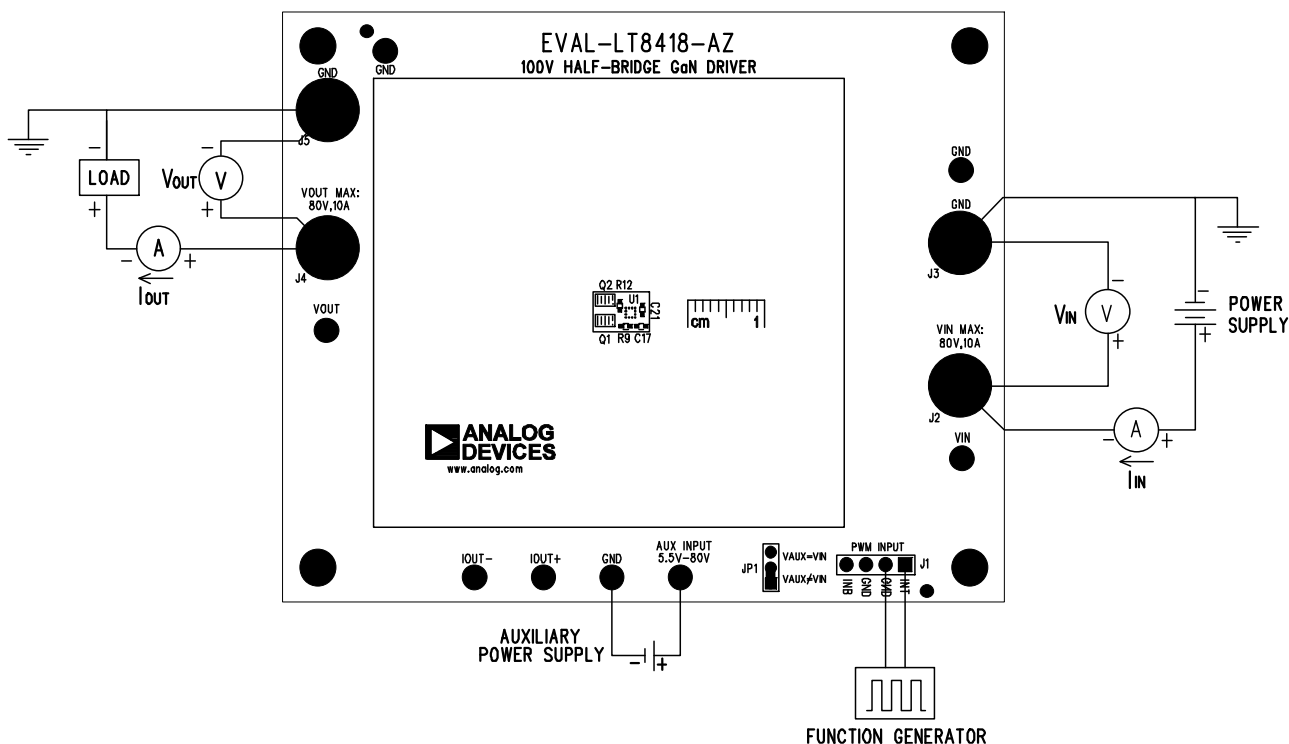 EVAL-LT8418-AZ
100V HALF-BRIDGE GaN DRIVER
GND
GND
J5
-
LOAD
+
-
VOUT
V
+
VOUT MAX:
80V,10A
-
A
+
IOUT
J4
VOUT
Q2 R12
U1
C21
Q1
R9 C17
cm 1
GND
GND
J3
-
VIN
V
+
-
POWER
SUPPLY
+
VIN MAX:
80V,10A
J2
-
A
+
IIN
VIN
ANALOG
DEVICES
www.analog.com
IOUT-
IOUT+
GND
AUX INPUT
5.5V-80V
JP1
VAUX=VIN
VAUX≠VIN
PWM INPUT
J1
INB
GND
GND
INT
AUXILIARY
POWER SUPPLY
-
+
FUNCTION GENERATOR